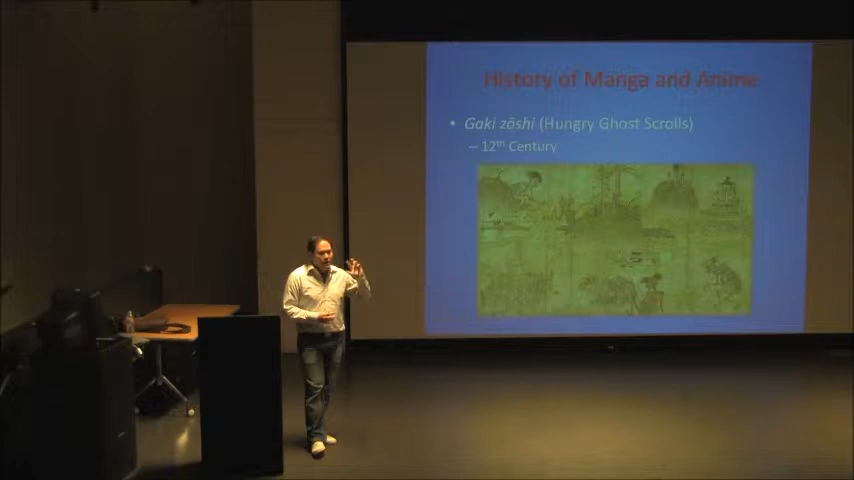 History of Manga and Anime
• Gaki zōshi (Hungry Ghost Scrolls)
– 12th Century